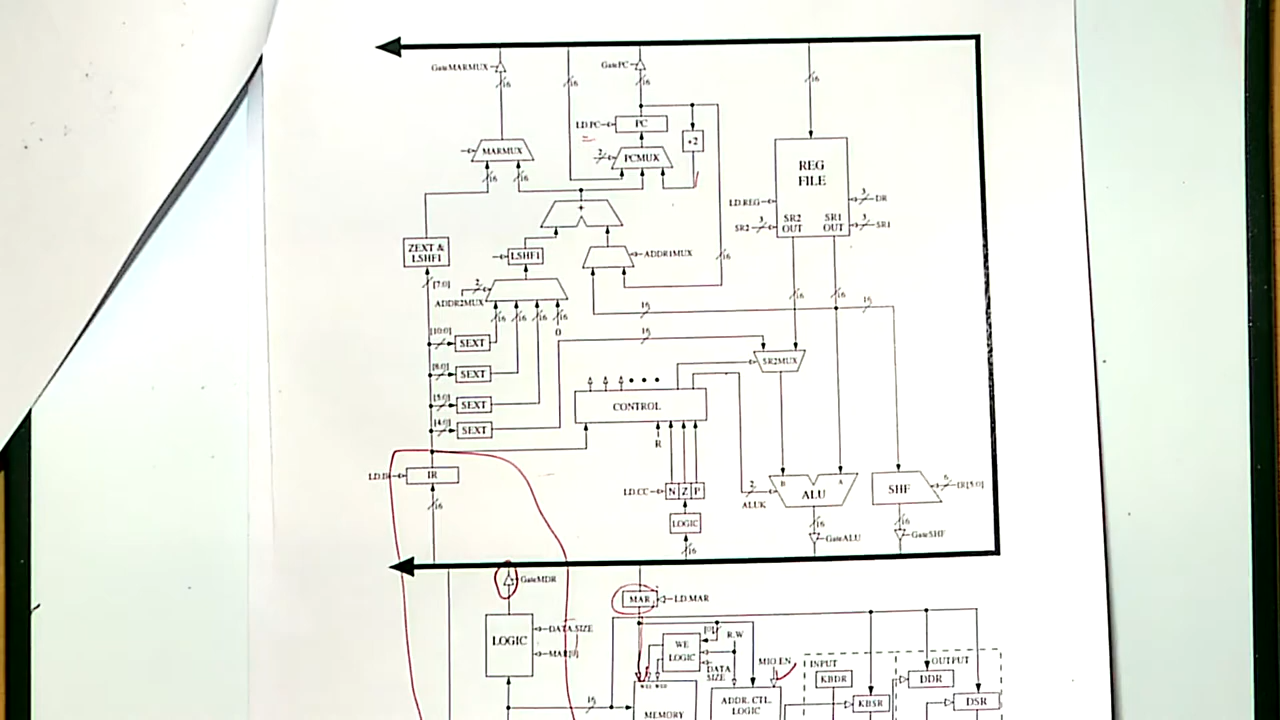 GateMARMUX
16
16
GatePC
16
16
LD.PC
PC
+2
MARMUX
2
PCMUX
16
16
REG
FILE
LD.REG
3
DR
SR2
3
SR2
OUT
SR1
OUT
3
SR1
+
ZEXT &
LSHF1
LSHF1
ADDR1MUX
16
[7:0]
2
ADDR2MUX
16
16
16
16
0
16
16
16
16
[10:0]
SEXT
16
SR2MUX
[8:0]
SEXT
[5:0]
SEXT
CONTROL
[4:0]
SEXT
R
LD.IR
IR
16
LD.CC
N Z P
2
ALUK
B
A
ALU
SHF
6
IR[5:0]
LOGIC
16
16
GateALU
16
GateSHF
GateMDR
MAR
LD.MAR
LOGIC
DATA.SIZE
MAR[0]
[0]
R.W
WE
LOGIC
DATA
SIZE
MIO.EN
INPUT
OUTPUT
KBDR
DDR
WE1 WE0
16
MEMORY
ADDR. CTL.
LOGIC
KBSR
DSR